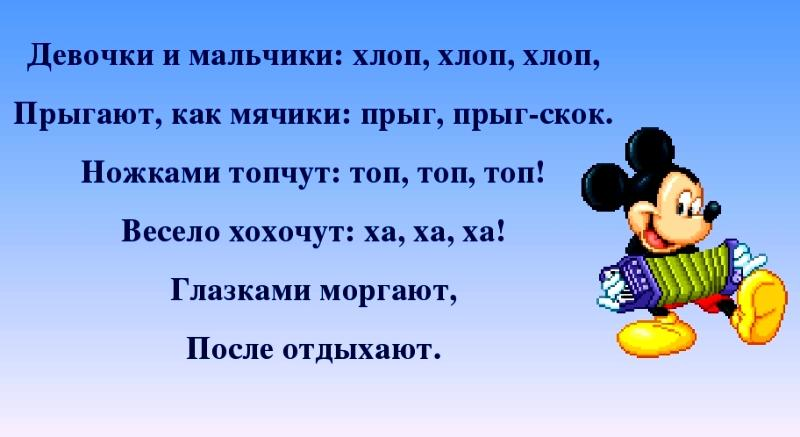 Девочки и мальчики: хлоп, хлоп, хлоп,
Прыгают, как мячики: прыг, прыг-скок.
Ножками топчут: топ, топ, топ!
Весело хохочут: ха, ха, ха!
Глазками моргают,
После отдыхают.